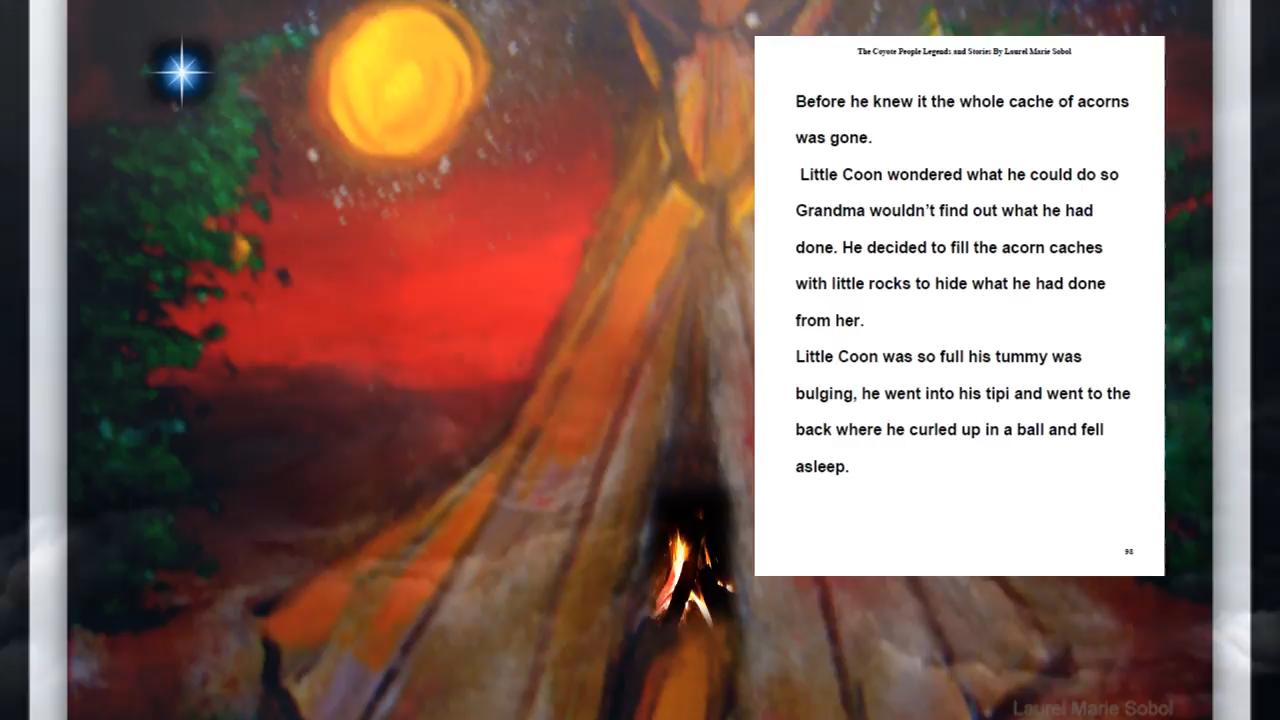 The Coyote People Legends and Stories By Laurel Marie Sobol
Before he knew it the whole cache of acorns
was gone.
Little Coon wondered what he could do so
Grandma wouldn’t find out what he had
done. He decided to fill the acorn caches
with little rocks to hide what he had done
from her.
Little Coon was so full his tummy was
bulging, he went into his tipi and went to the
back where he curled up in a ball and fell
asleep.
98
Laurel Marie Sobol